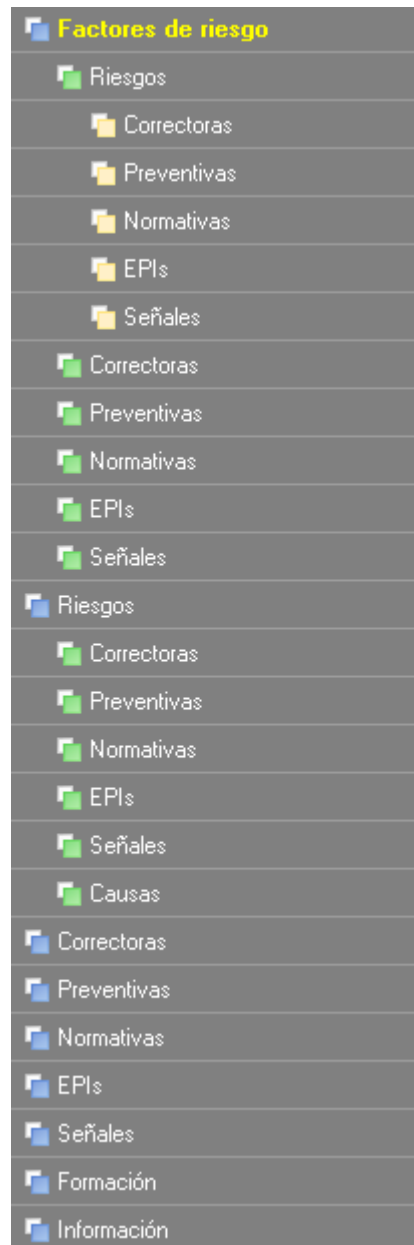 Factores de riesgo
Riesgos
Correctoras
Preventivas
Normativas
EPIs
Señales
Correctoras
Preventivas
Normativas
EPIs
Señales
Riesgos
Correctoras
Preventivas
Normativas
EPIs
Señales
Causas
Correctoras
Preventivas
Normativas
EPIs
Señales
Formación
Información